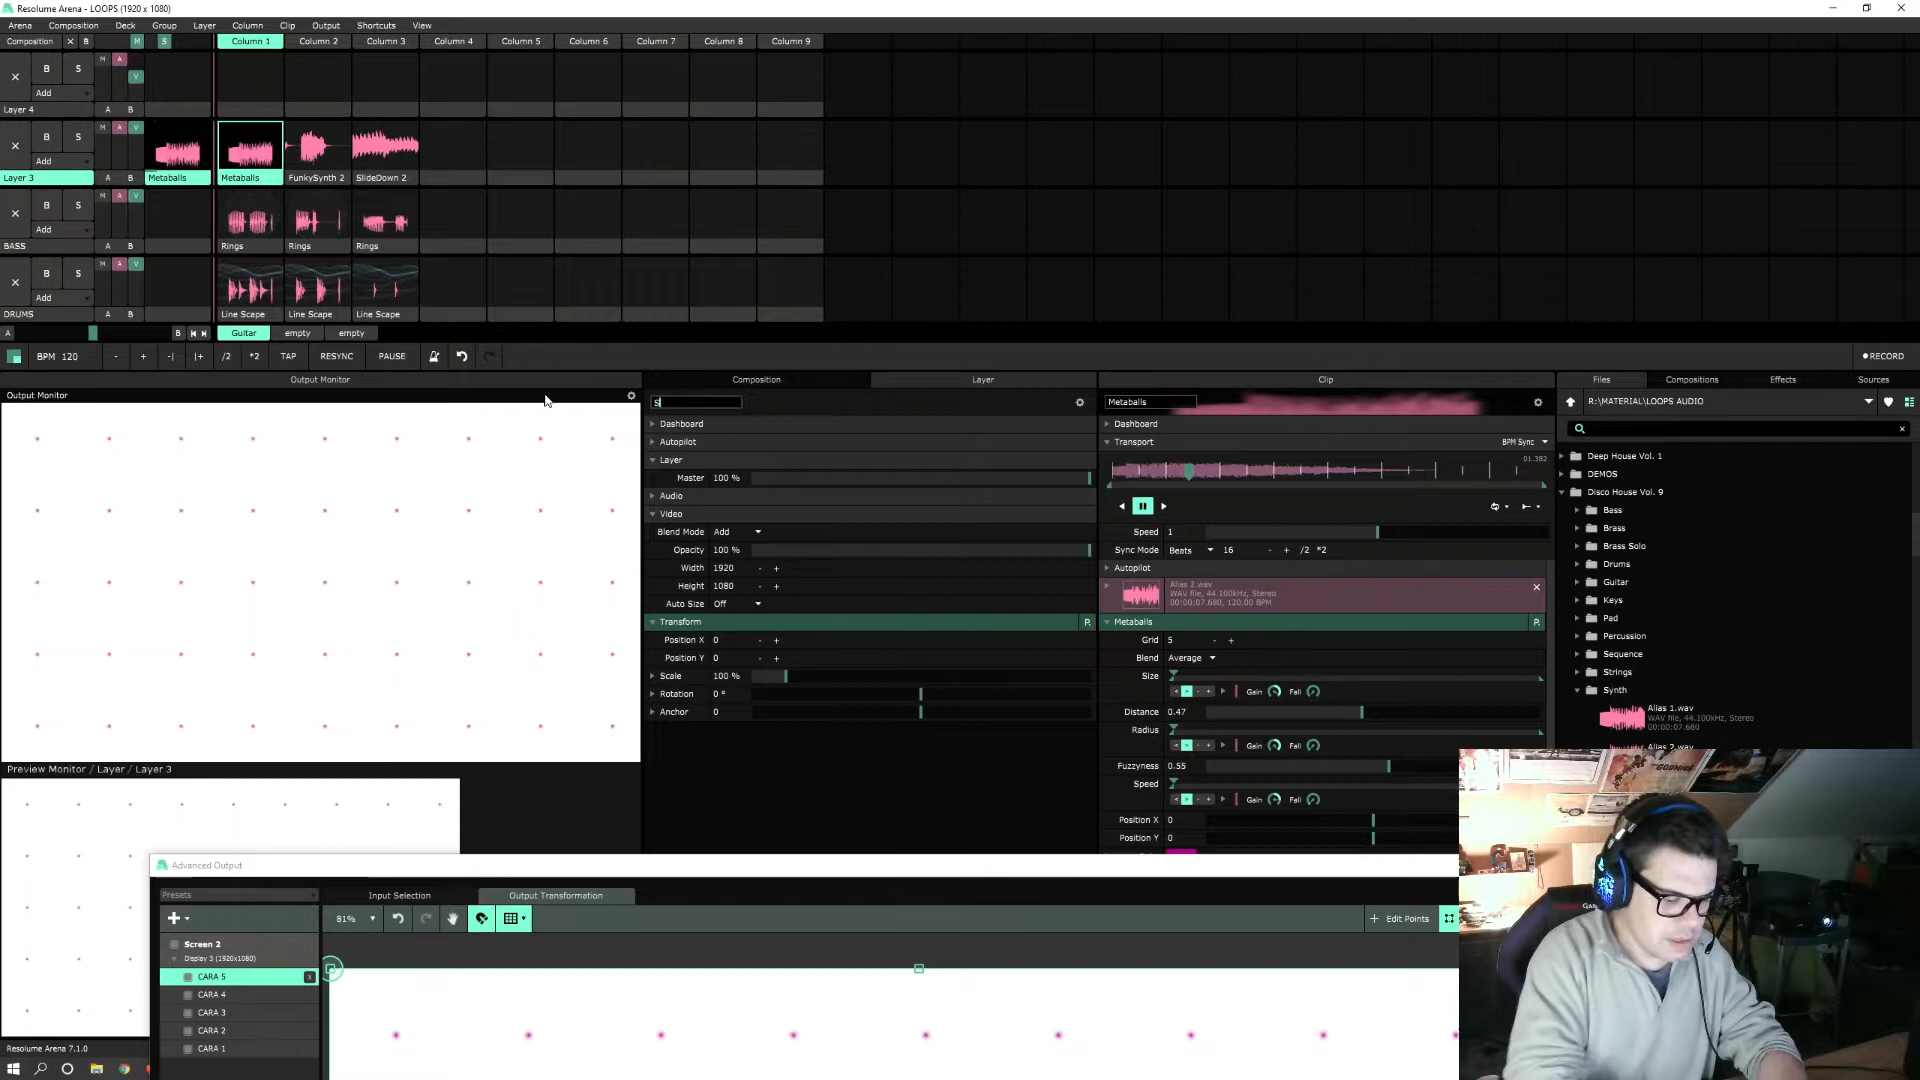 Resolume Arena - LOOPS (1920 x 1080)
Arena Composition Deck Group Layer Column Clip Output Shortcuts View
Composition B M S Column 1 Column 2 Column 3 Column 4 Column 5 Column 6 Column 7 Column 8 Column 9
B S M A V
Add
Layer 4 A B
B S M A V
Add
Layer 3 A B Metaballs Metaballs FunkySynth 2 SlideDown 2
B S M A V
Add
BASS A B Rings Rings Rings
B S M A V
Add
DRUMS A B Line Scape Line Scape Line Scape
A B Guitar empty empty
BPM 120 - + -| |+ /2 *2 TAP RESYNC PAUSE RECORD
Output Monitor
Output Monitor
Preview Monitor / Layer / Layer 3
Composition Layer
S
Dashboard
Autopilot
Layer
Master 100 %
Audio
Video
Blend Mode Add
Opacity 100 %
Width 1920 - +
Height 1080 - +
Auto Size Off
Transform P.
Position X 0 - +
Position Y 0 - +
Scale 100 %
Rotation 0 °
Anchor 0
Clip
Metaballs
Dashboard
Transport BPM Sync
01.382
Speed 1
Sync Mode Beats 16 - + /2 *2
Autopilot
Alias 2.wav
WAV file, 44.100kHz, Stereo
00:00:07.680, 120.00 BPM
Metaballs P.
Grid 5 - +
Blend Average
Size
Gain Fall
Distance 0.47
Radius
Gain Fall
Fuzzyness 0.55
Speed
Gain Fall
Position X 0
Position Y 0
Files Compositions Effects Sources
R:\MATERIAL\LOOPS AUDIO
Deep House Vol. 1
DEMOS
Disco House Vol. 9
Bass
Brass
Brass Solo
Drums
Guitar
Keys
Pad
Percussion
Sequence
Strings
Synth
Alias 1.wav
WAV file, 44.100kHz, Stereo
00:00:07.680
Alias 2.wav
Advanced Output
Presets Input Selection Output Transformation
81% Edit Points
Screen 2
Display 3 (1920x1080)
CARA 5
CARA 4
CARA 3
CARA 2
CARA 1
Resolume Arena 7.1.0